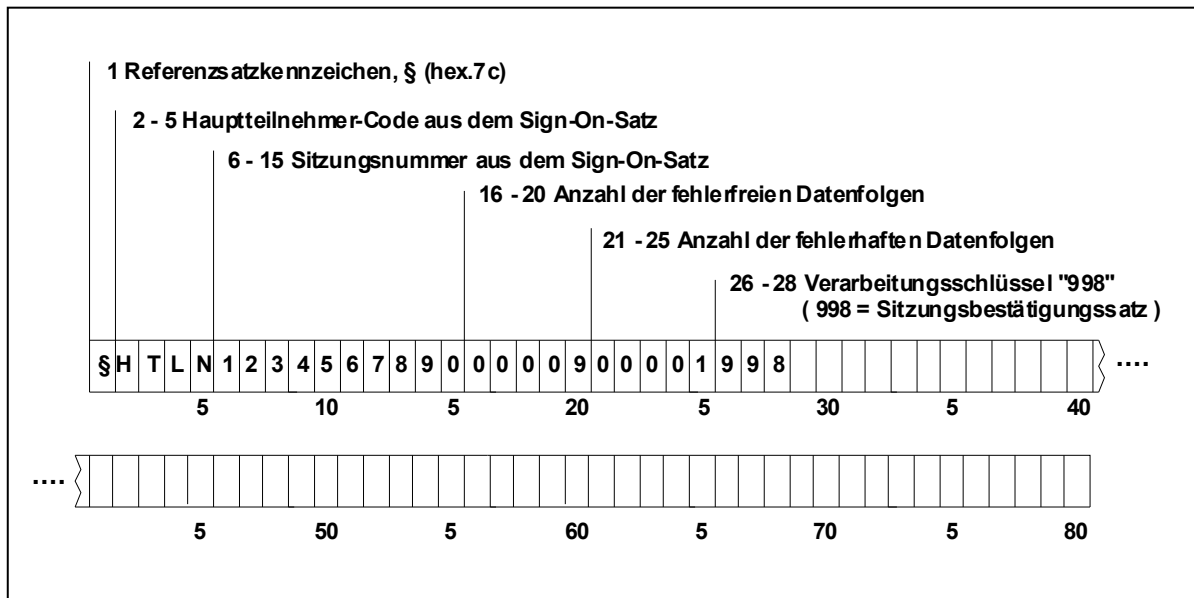 1 Referenzsatzkennzeichen, § (hex.7c)
2 - 5 Hauptteilnehmer-Code aus dem Sign-On-Satz
6 - 15 Sitzungsnummer aus dem Sign-On-Satz
16 - 20 Anzahl der fehlerfreien Datenfolgen
21 - 25 Anzahl der fehlerhaften Datenfolgen
26 - 28 Verarbeitungsschlüssel "998"
( 998 = Sitzungsbestätigungssatz )
§ H T L N 1 2 3 4 5 6 7 8 9 0 0 0 0 0 9 0 0 0 0 1 9 9 8 ....
5 10 5 20 5 30 5 40
....
5 50 5 60 5 70 5 80